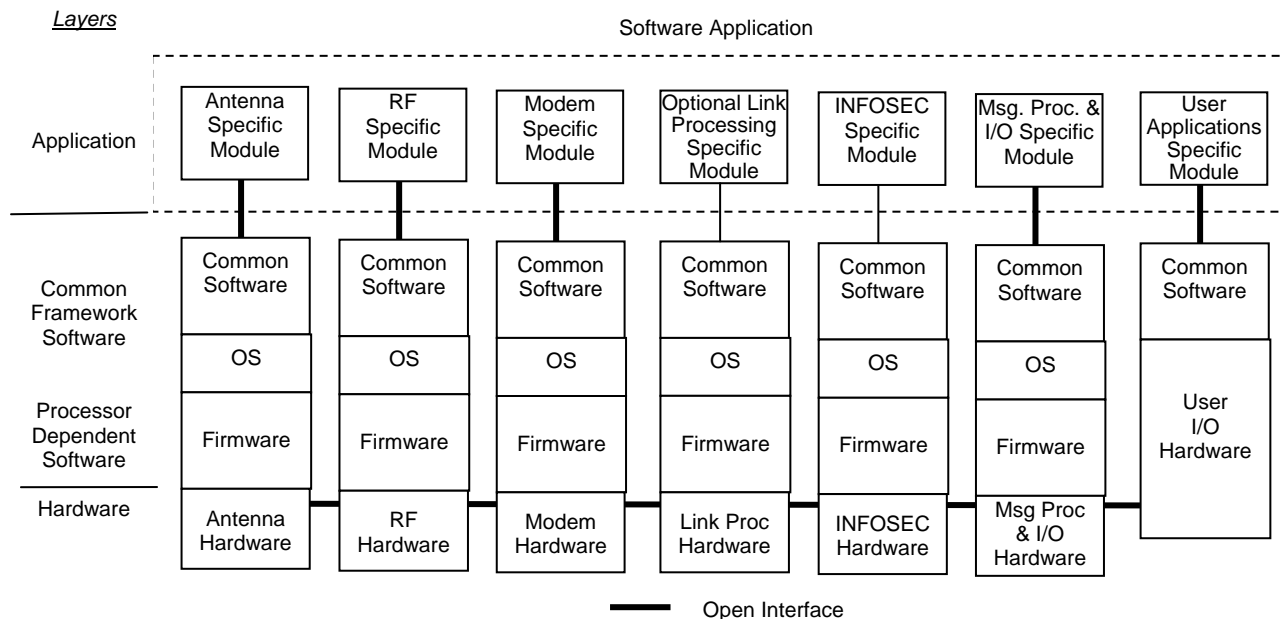 Layers
Software Application
Application
Antenna
Specific
Module
RF
Specific
Module
Modem
Specific
Module
Optional Link
Processing
Specific
Module
INFOSEC
Specific
Module
Msg. Proc. &
I/O Specific
Module
User
Applications
Specific
Module
Common
Framework
Software
Common
Software
Common
Software
Common
Software
Common
Software
Common
Software
Common
Software
Common
Software
OS
OS
OS
OS
OS
OS
Processor
Dependent
Software
Firmware
Firmware
Firmware
Firmware
Firmware
Firmware
User
I/O
Hardware
Hardware
Antenna
Hardware
RF
Hardware
Modem
Hardware
Link Proc
Hardware
INFOSEC
Hardware
Msg Proc
& I/O
Hardware
Open Interface